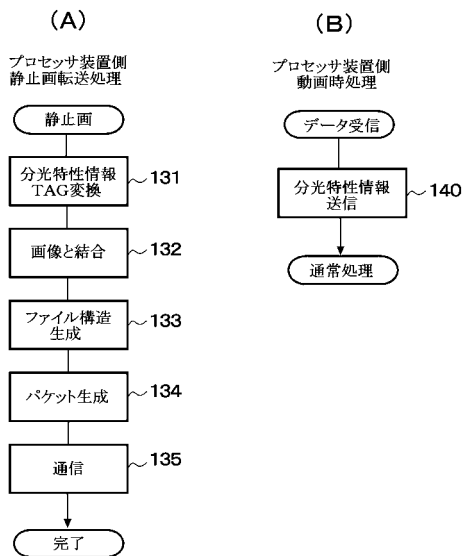 (A)
プロセッサ装置側
静止画転送処理
静止画
分光特性情報
TAG変換
131
画像と結合
132
ファイル構造
生成
133
パケット生成
134
通信
135
完了
(B)
プロセッサ装置側
動画時処理
データ受信
分光特性情報
送信
140
通常処理